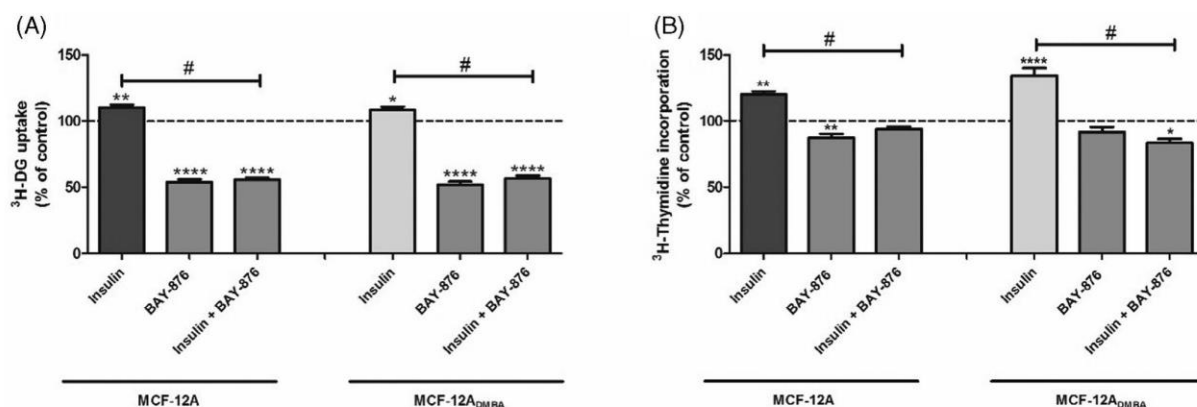 (A)
³H-DG uptake
(% of control)
150
100
50
0
#
**
****
****
#
*
****
****
Insulin
BAY-876
Insulin + BAY-876
Insulin
BAY-876
Insulin + BAY-876
MCF-12A
MCF-12A_DMBA
(B)
³H-Thymidine incorporation
(% of control)
150
100
50
0
#
**
**
#
****
*
Insulin
BAY-876
Insulin + BAY-876
Insulin
BAY-876
Insulin + BAY-876
MCF-12A
MCF-12A_DMBA